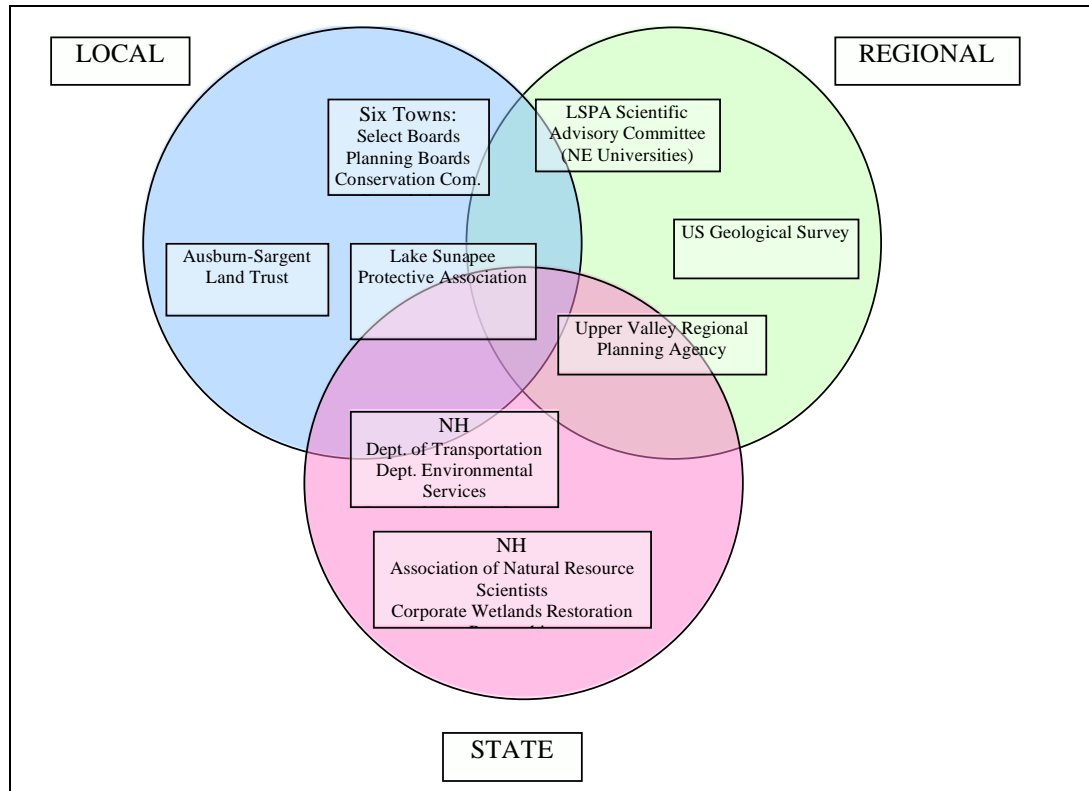 LOCAL
REGIONAL
Six Towns:
Select Boards
Planning Boards
Conservation Com.
LSPA Scientific
Advisory Committee
(NE Universities)
Ausburn-Sargent
Land Trust
Lake Sunapee
Protective Association
US Geological Survey
Upper Valley Regional
Planning Agency
NH
Dept. of Transportation
Dept. Environmental
Services
NH
Association of Natural Resource
Scientists
Corporate Wetlands Restoration
STATE